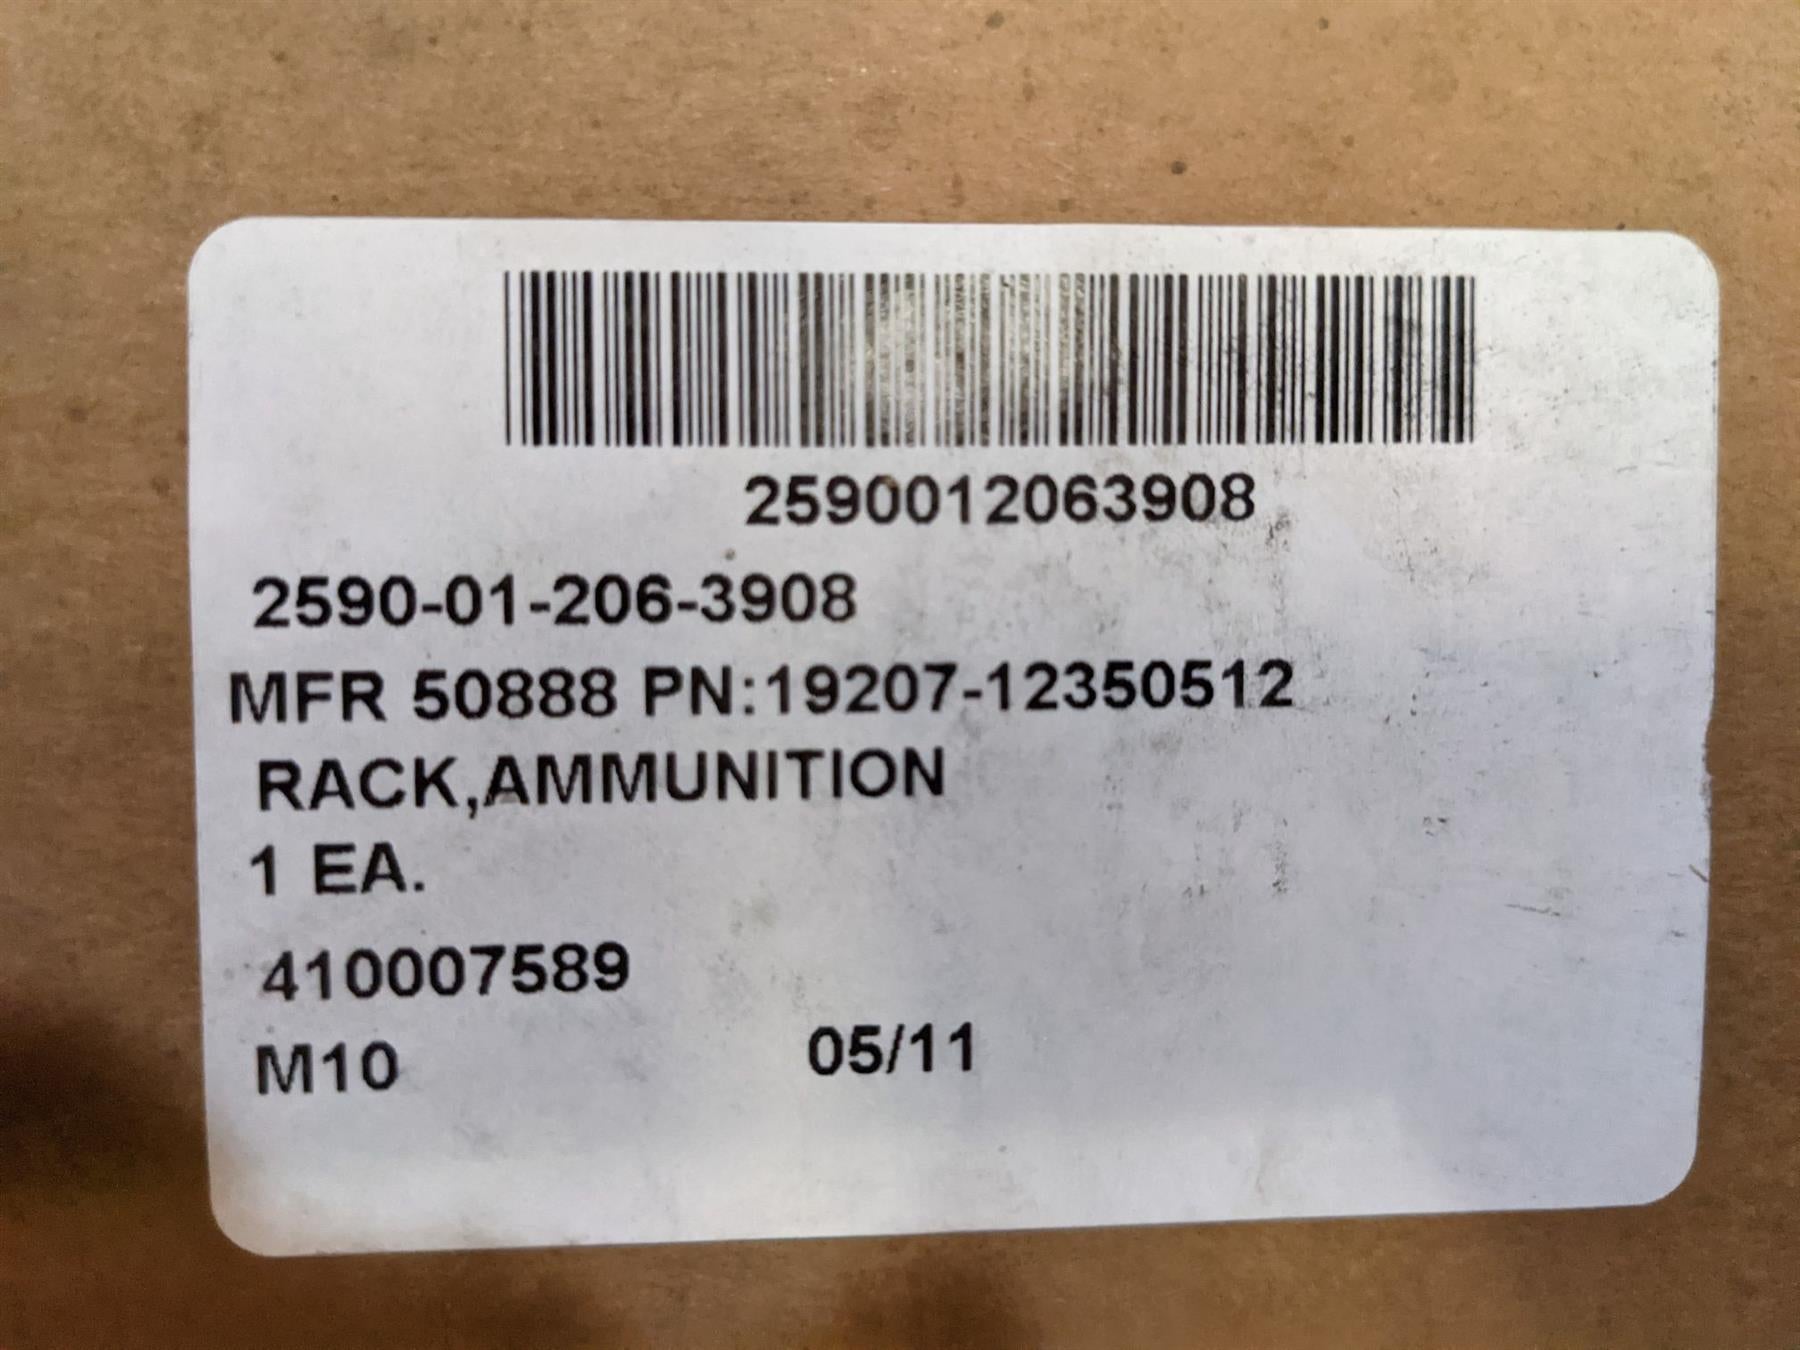 2590012063908
2590-01-206-3908
MFR 50888 PN:19207-12350512
RACK,AMMUNITION
1 EA.
410007589
M10 05/11